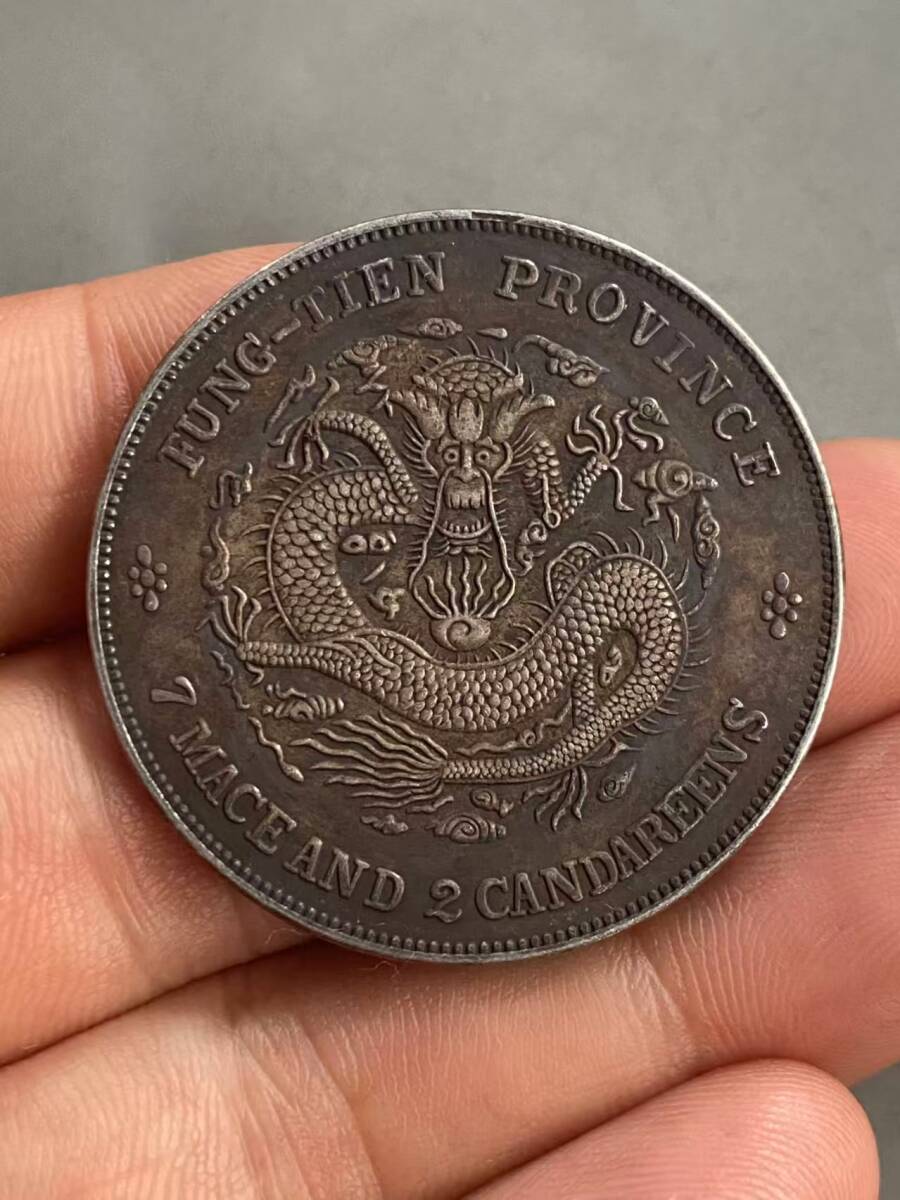 FUNG-TIEN PROVINCE
7 MACE AND 2 CANDAREENS